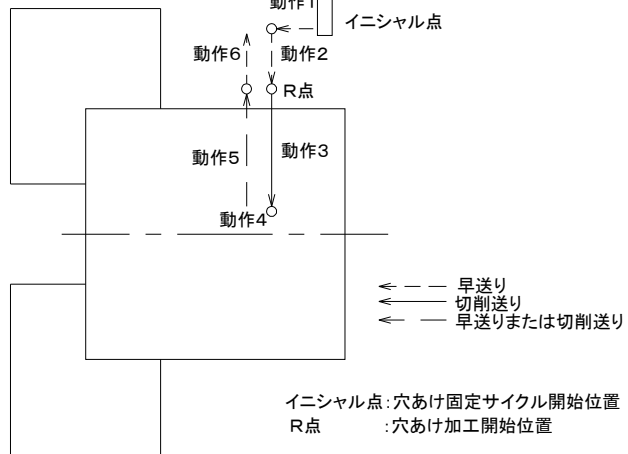 動作1
イニシャル点
動作6
動作2
R点
動作5
動作3
動作4
早送り
切削送り
早送りまたは切削送り
イニシャル点:穴あけ固定サイクル開始位置
R点 :穴あけ加工開始位置